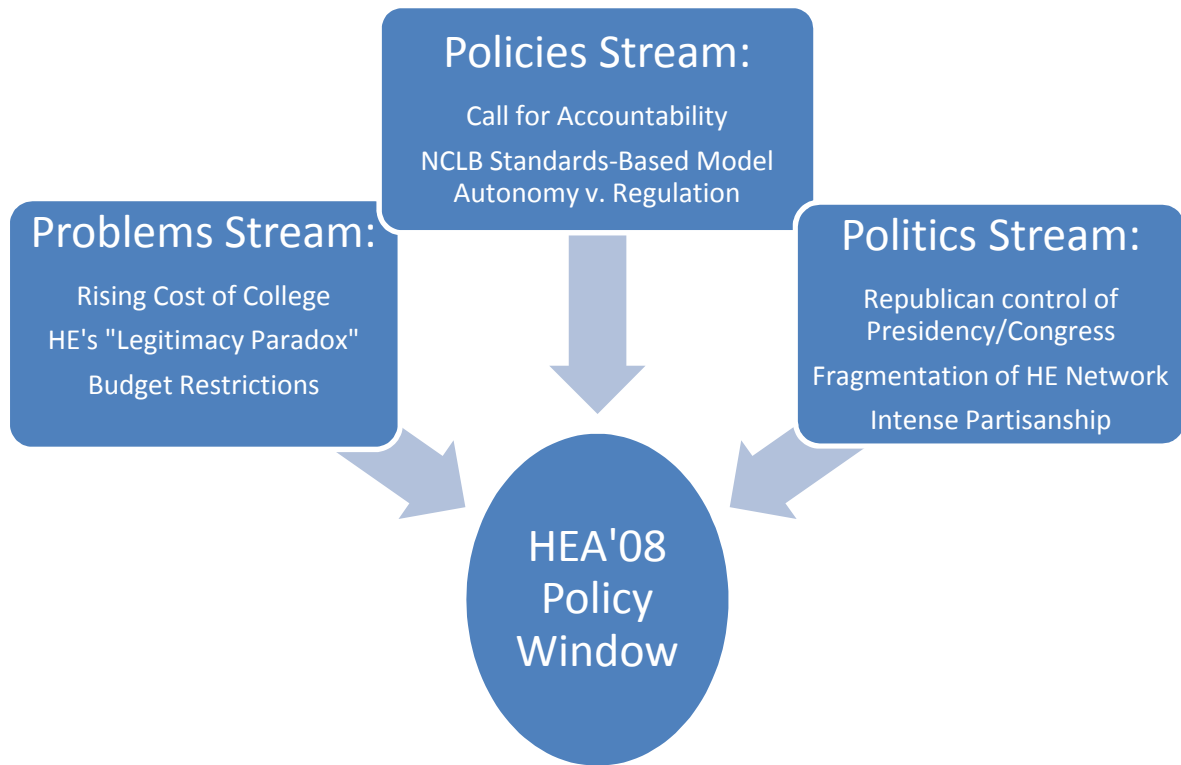 Policies Stream:
Call for Accountability
NCLB Standards-Based Model
Autonomy v. Regulation
Problems Stream:
Rising Cost of College
HE's "Legitimacy Paradox"
Budget Restrictions
Politics Stream:
Republican control of
Presidency/Congress
Fragmentation of HE Network
Intense Partisanship
HEA'08
Policy
Window